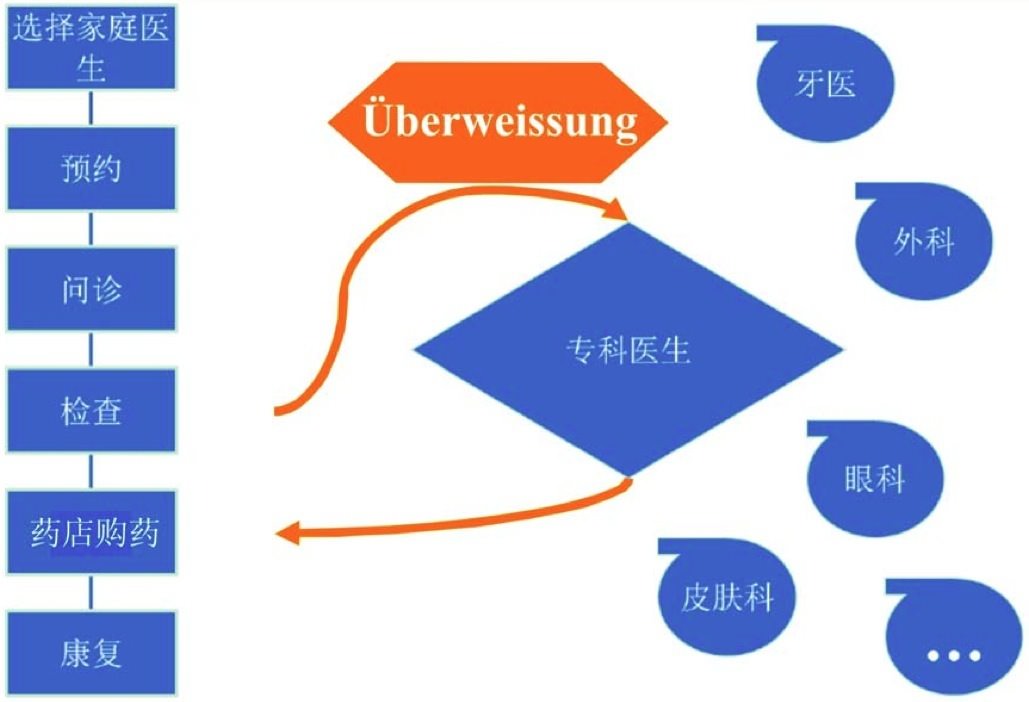 选择家庭医
生
预约
问诊
检查
药店购药
康复
Überweissung
专科医生
牙医
外科
眼科
皮肤科
...